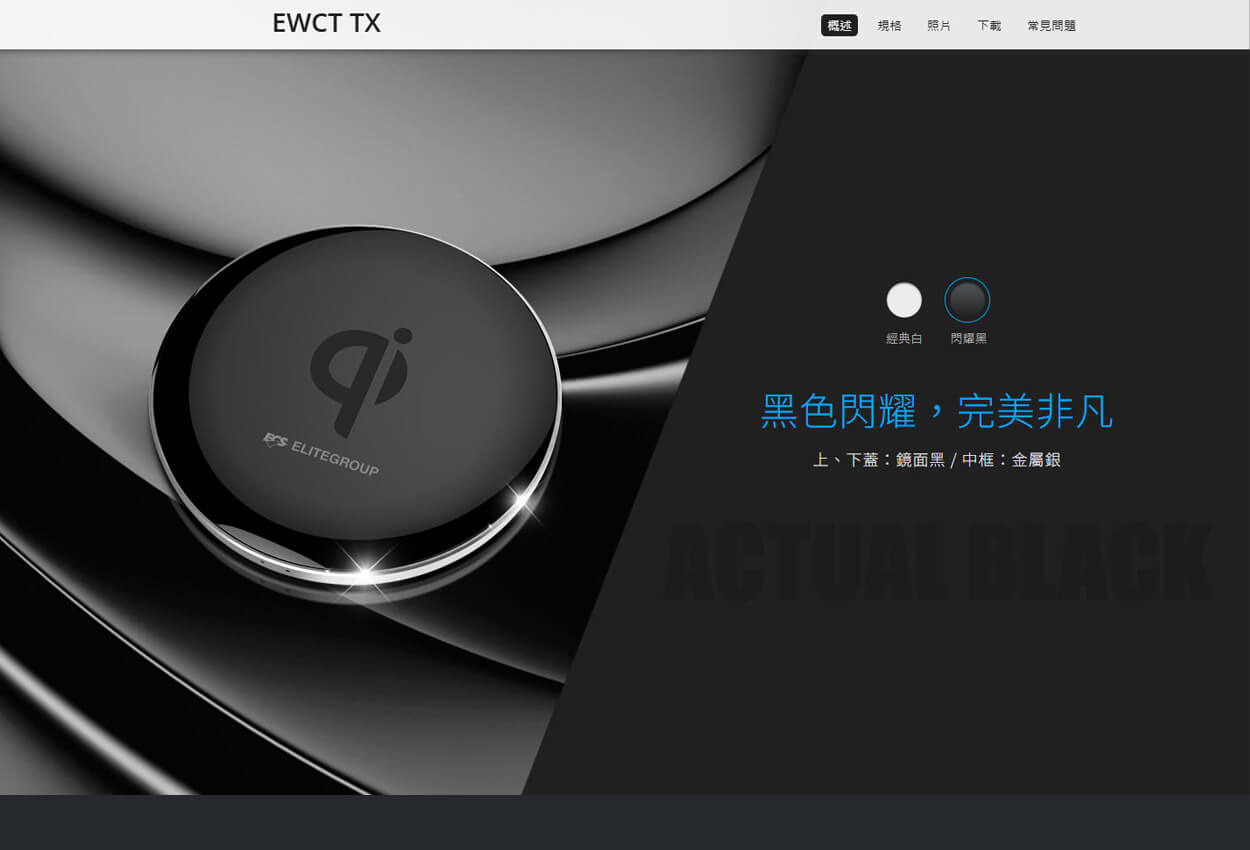 EWCT TX
概述 規格 照片 下載 常見問題
qi
ECS ELITEGROUP
經典白 閃耀黑
黑色閃耀，完美非凡
上、下蓋：鏡面黑 / 中框：金屬銀
ACTUAL BLACK